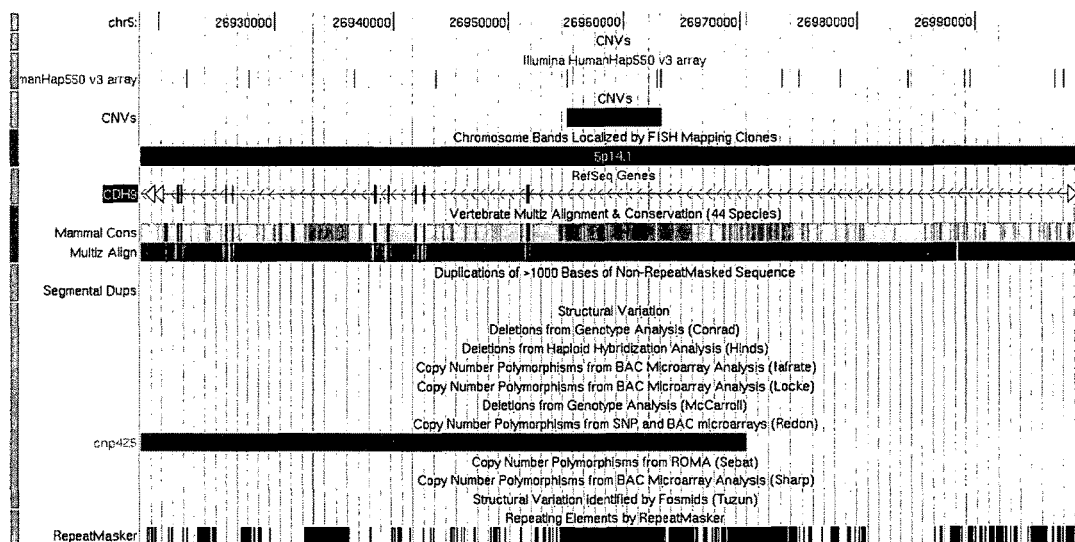 chr5: 26930000 26940000 26950000 26960000 26970000 26980000 26990000
CNVs
Illumina HumanHap550 v3 array
manHap550 v3 array
CNVs
CNVs
Chromosome Bands Localized by FISH Mapping Clones
5p14.1
RefSeq Genes
CDH9
Vertebrate Multiz Alignment & Conservation (44 Species)
Mammal Cons
Multiz Align
Duplications of >1000 Bases of Non-RepeatMasked Sequence
Segmental Dups
Structural Variation
Deletions from Genotype Analysis (Conrad)
Deletions from Haploid Hybridization Analysis (Hinds)
Copy Number Polymorphisms from BAC Microarray Analysis (Iafrate)
Copy Number Polymorphisms from BAC Microarray Analysis (Locke)
Deletions from Genotype Analysis (McCarroll)
Copy Number Polymorphisms from SNP and BAC microarrays (Redon)
cnp425
Copy Number Polymorphisms from ROMA (Sebat)
Copy Number Polymorphisms from BAC Microarray Analysis (Sharp)
Structural Variation identified by Fosmids (Tuzun)
Repeating Elements by RepeatMasker
RepeatMasker